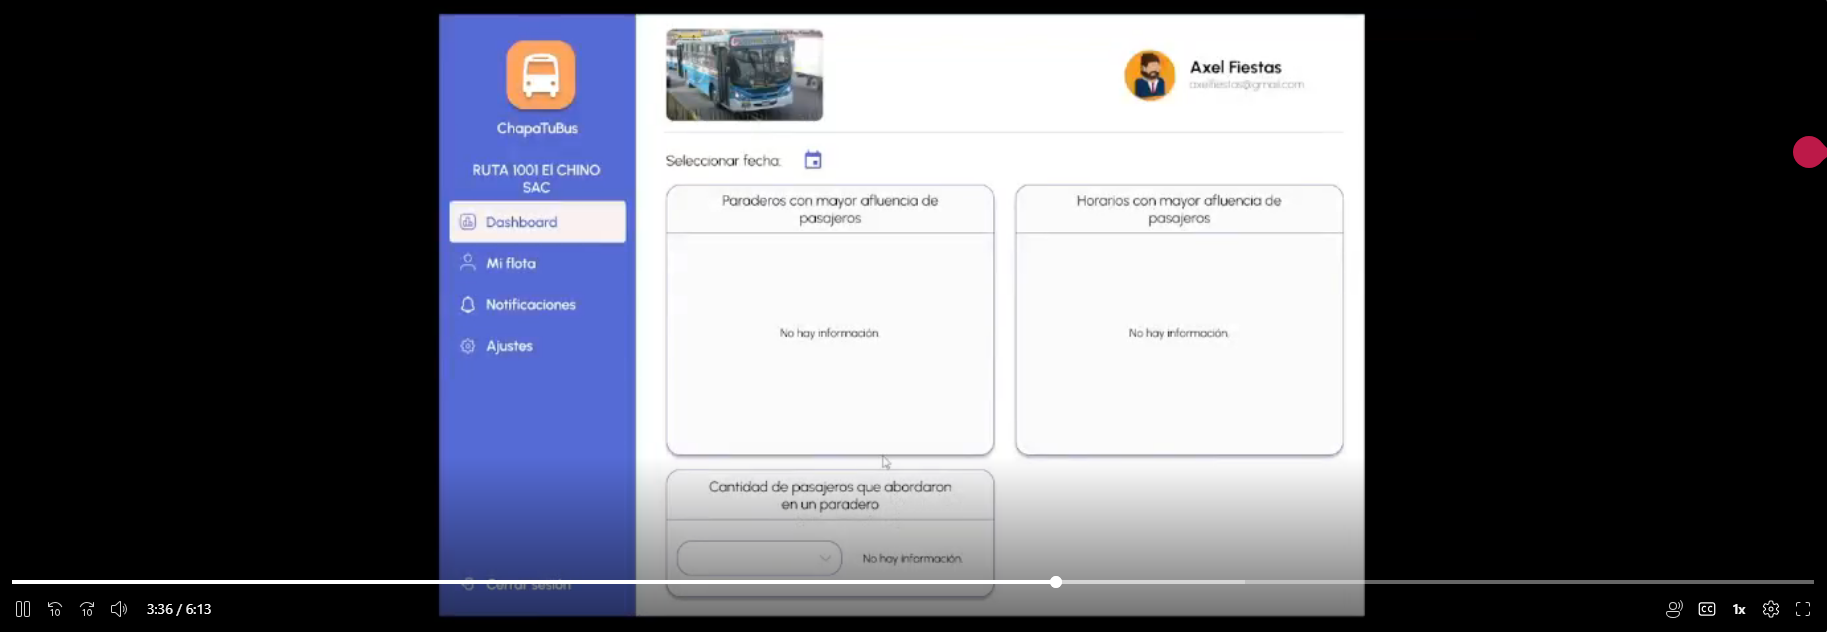 ChapaTuBus
RUTA 1001 El CHINO
SAC
Dashboard
Mi flota
Notificaciones
Ajustes
Cerrar sesión
Axel Fiestas
axelfiestas@gmail.com
Seleccionar fecha:
Paraderos con mayor afluencia de
pasajeros
No hay información.
Horarios con mayor afluencia de
pasajeros
No hay información.
Cantidad de pasajeros que abordaron
en un paradero
No hay información.
10
10
3:36 / 6:13
CC
1x